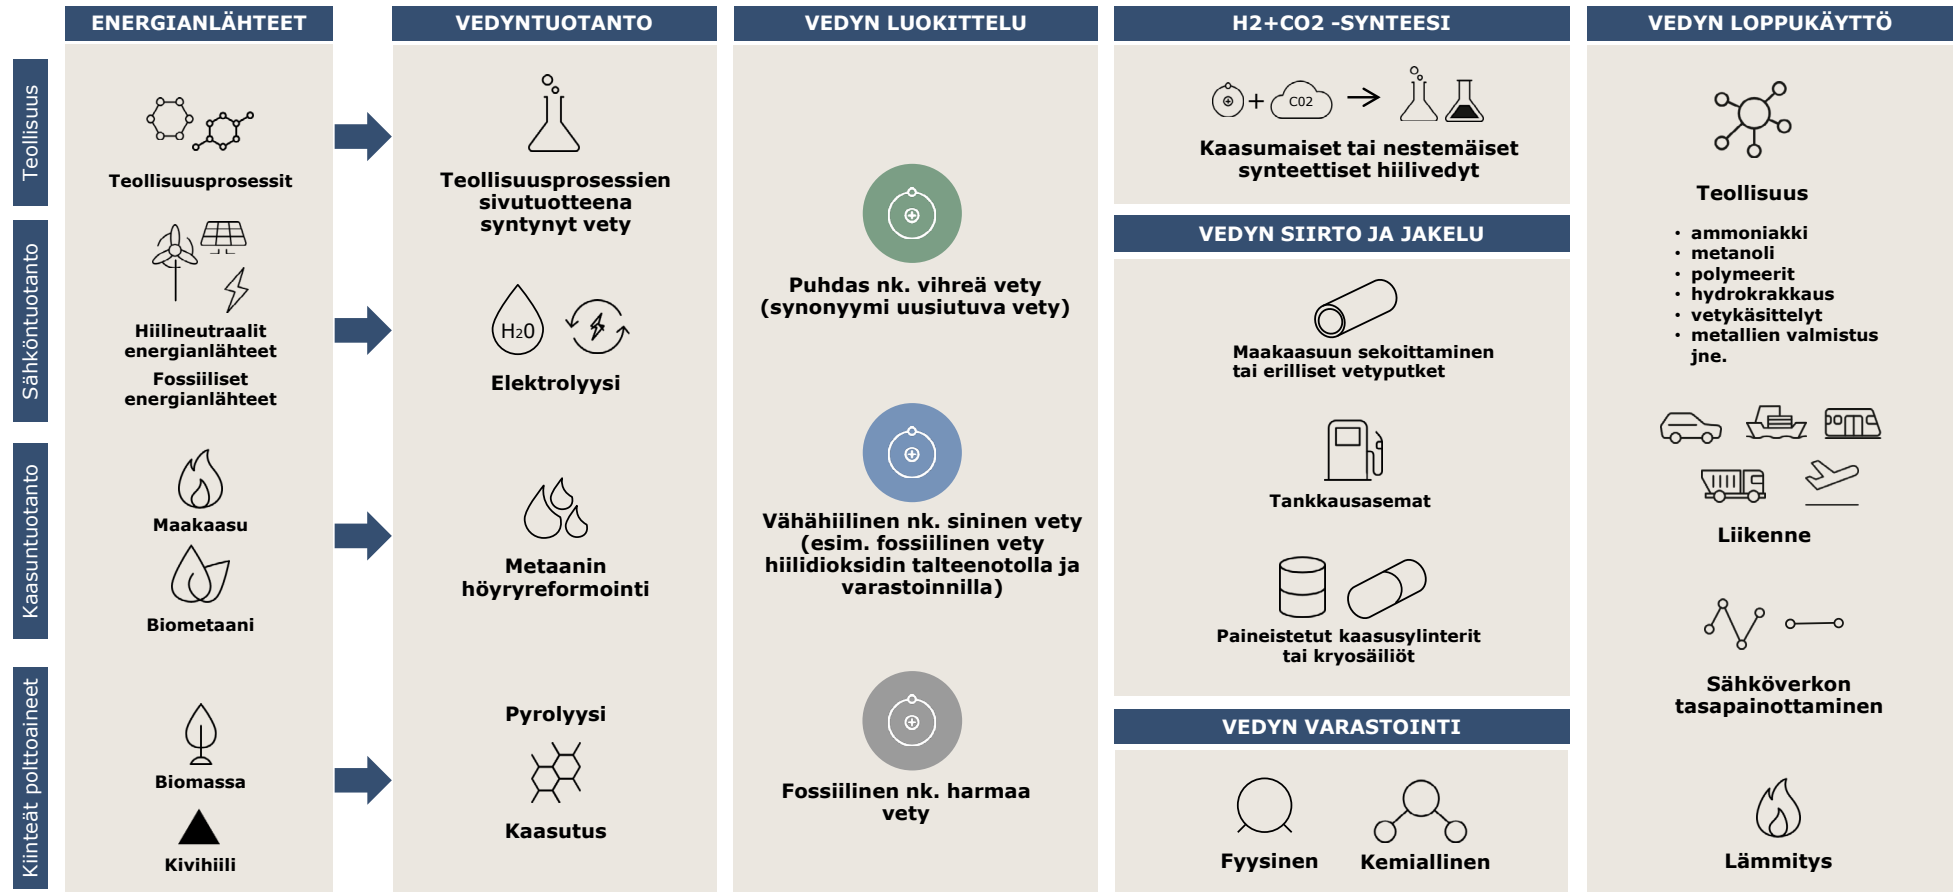 ENERGIANLÄHTEET
VEDYNTUOTANTO
VEDYN LUOKITTELU
H2+CO2 -SYNTEESI
VEDYN LOPPUKÄYTTÖ
Teollisuus
Teollisuusprosessit
Teollisuusprosessien
sivutuotteena
syntynyt vety
Sähköntuotanto
Hiilineutraalit
energianlähteet
Fossiiliset
energianlähteet
H20
Elektrolyysi
Kaasuntuotanto
Maakaasu
Biometaani
Metaanin
höyryreformointi
Kiinteät polttoaineet
Biomassa
Kivihiili
Pyrolyysi
Kaasutus
Puhdas nk. vihreä vety
(synonyymi uusiutuva vety)
Vähähiilinen nk. sininen vety
(esim. fossiilinen vety
hiilidioksidin talteenotolla ja
varastoinnilla)
Fossiilinen nk. harmaa
vety
+ C02
Kaasumaiset tai nestemäiset
synteettiset hiilivedyt
VEDYN SIIRTO JA JAKELU
Maakaasuun sekoittaminen
tai erilliset vetyputket
Tankkausasemat
Paineistetut kaasusylinterit
tai kryosäiliöt
VEDYN VARASTOINTI
Fyysinen
Kemiallinen
Teollisuus
• ammoniakki
• metanoli
• polymeerit
• hydrokrakkaus
• vetykäsittelyt
• metallien valmistus
jne.
Liikenne
Sähköverkon
tasapainottaminen
Lämmitys